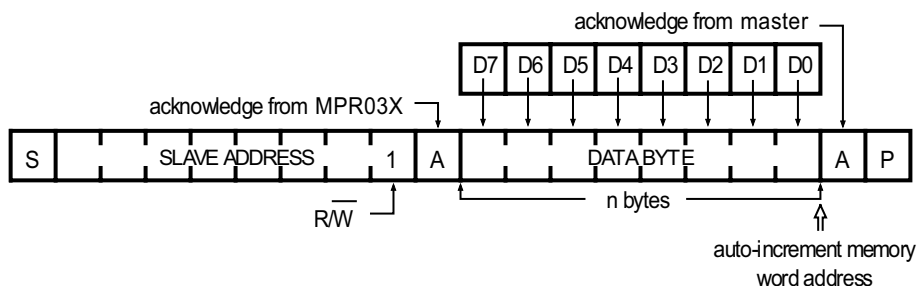 acknowledge from master
D7 D6 D5 D4 D3 D2 D1 D0
acknowledge from MPR03X
S SLAVE ADDRESS 1 A DATA BYTE A P
R/W̅
n bytes
auto-increment memory
word address